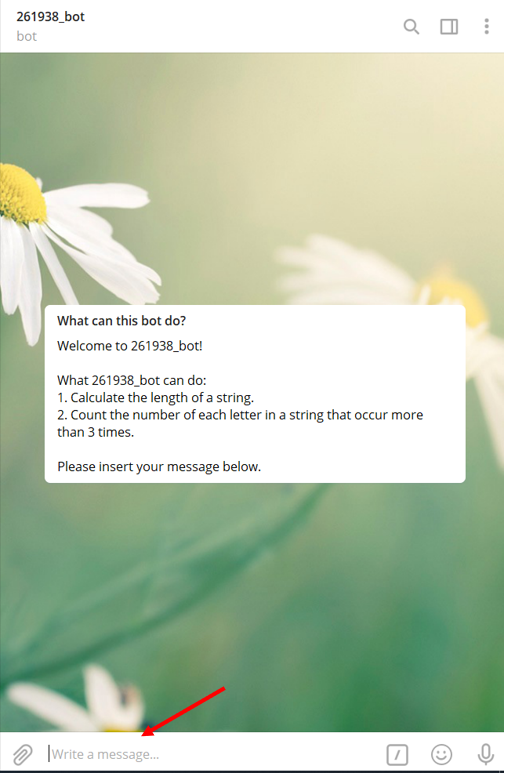 261938_bot
bot
What can this bot do?
Welcome to 261938_bot!
What 261938_bot can do:
1. Calculate the length of a string.
2. Count the number of each letter in a string that occur more
than 3 times.
Please insert your message below.
Write a message...